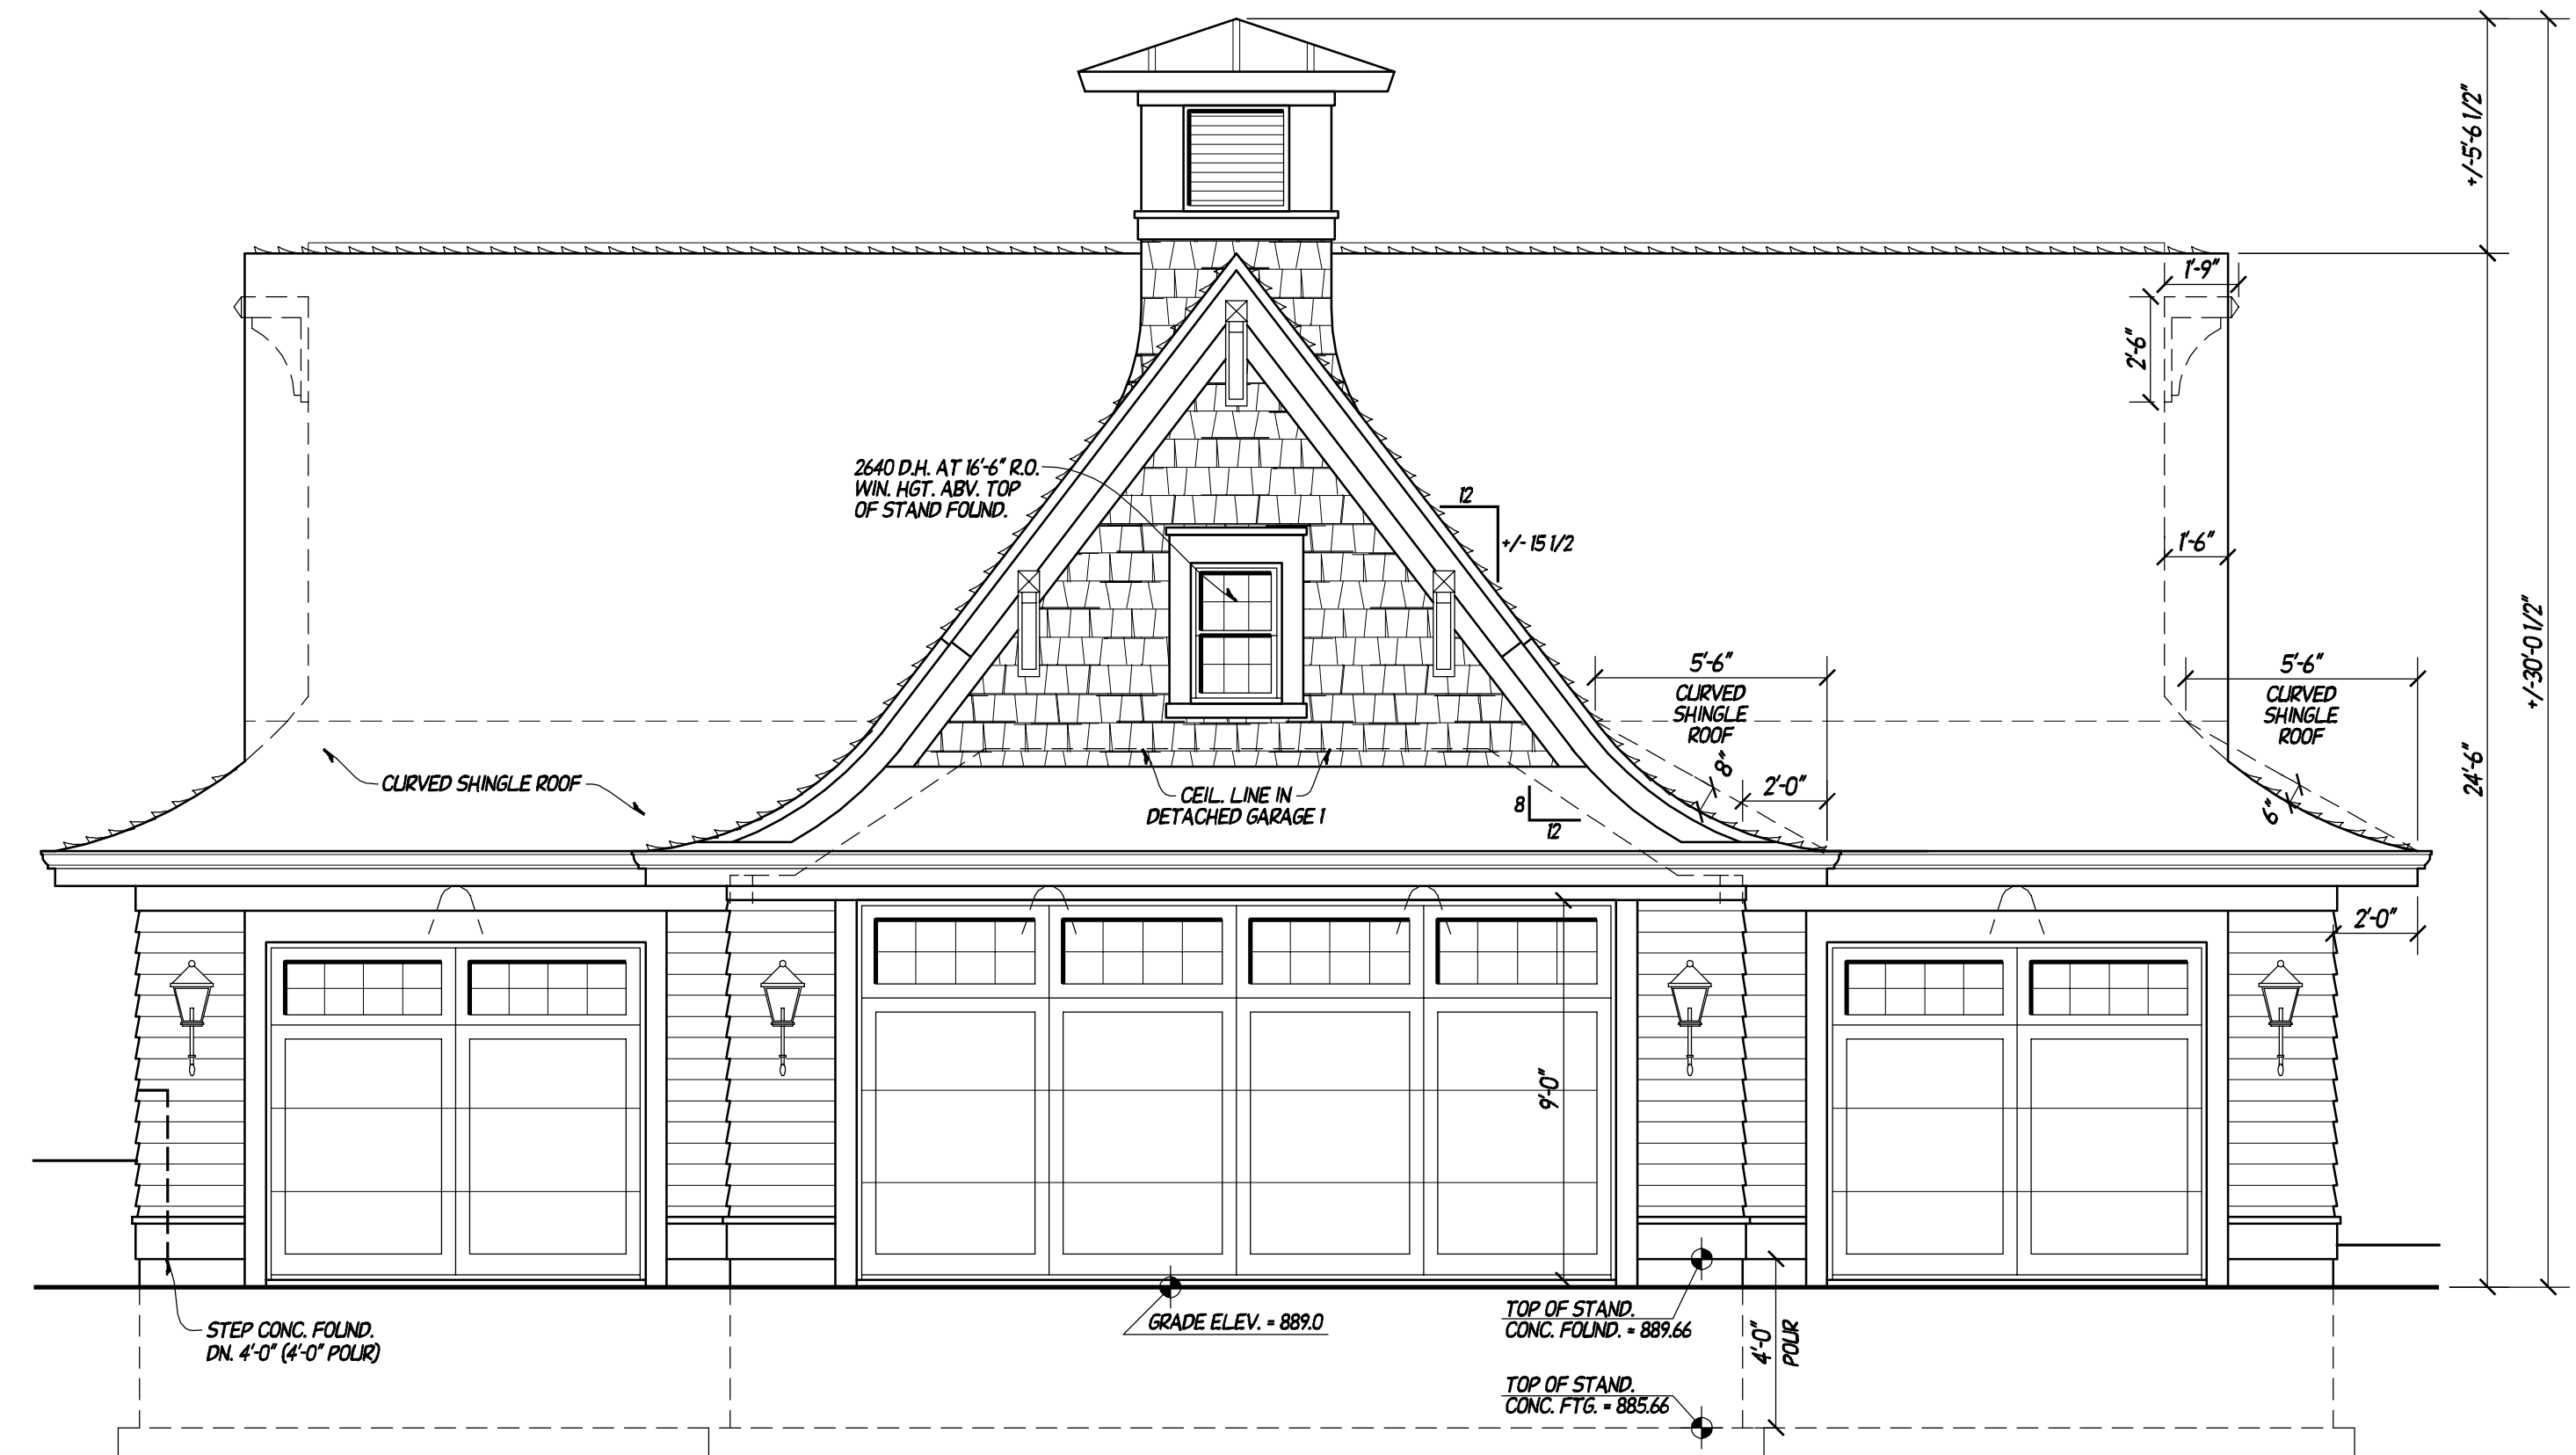 +/-5'-6 1/2"
1'-9"
2'-6"
2640 D.H. AT 16'-6" R.O.
WIN. HGT. ABV. TOP
OF STAND FOUND.
12
+/- 15 1/2
1'-6"
+/-30'-0 1/2"
5'-6"
CURVED
SHINGLE
ROOF
5'-6"
CURVED
SHINGLE
ROOF
24'-6"
CURVED SHINGLE ROOF
CEIL. LINE IN
DETACHED GARAGE 1
8"
2'-0"
8
12
6"
2'-0"
9'-0"
STEP CONC. FOUND.
DN. 4'-0" (4'-0" POUR)
GRADE ELEV. = 889.0
TOP OF STAND.
CONC. FOUND. = 889.66
4'-0"
POUR
TOP OF STAND.
CONC. FTG. = 885.66